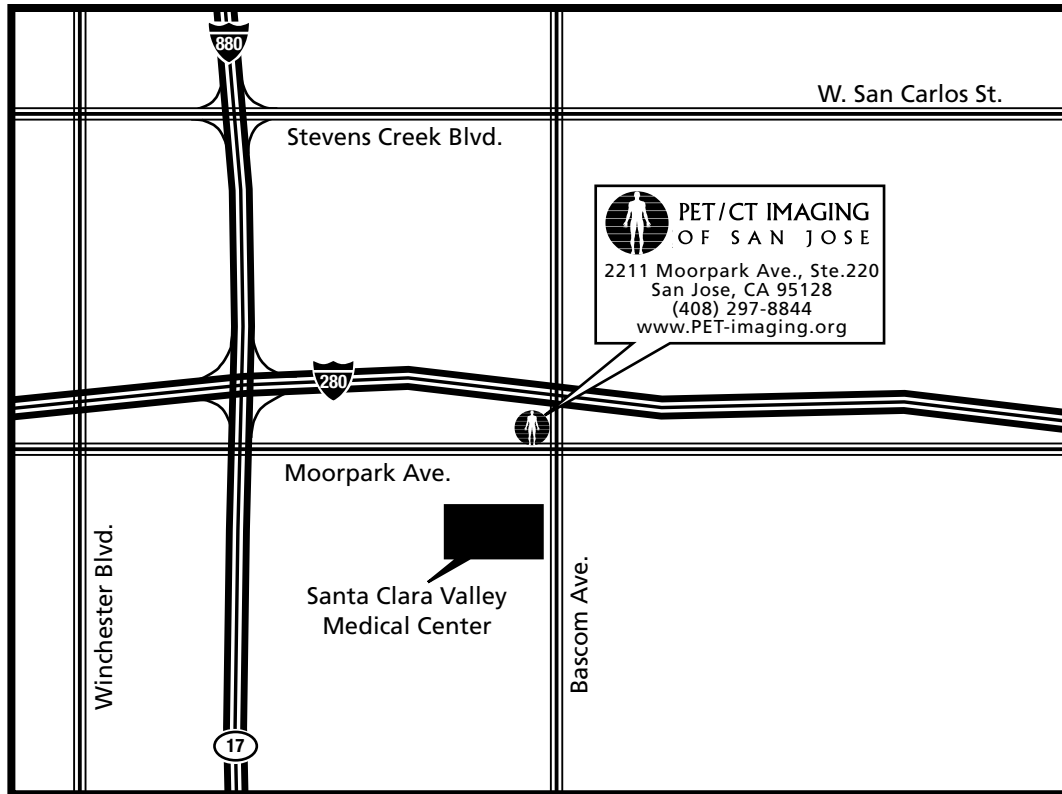 880
W. San Carlos St.
Stevens Creek Blvd.
PET/CT IMAGING
OF SAN JOSE
2211 Moorpark Ave., Ste.220
San Jose, CA 95128
(408) 297-8844
www.PET-imaging.org
280
Moorpark Ave.
Winchester Blvd.
Santa Clara Valley
Medical Center
Bascom Ave.
17